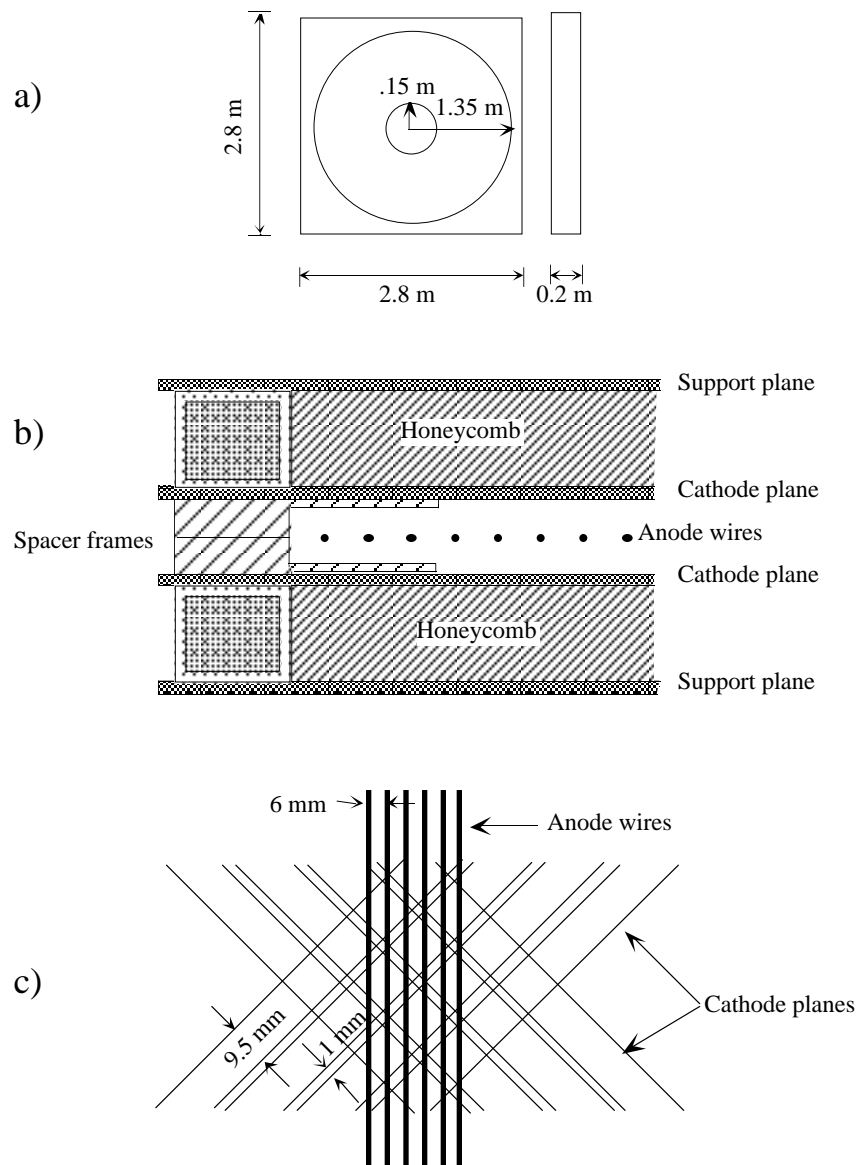 a)
.15 m
1.35 m
2.8 m
2.8 m
0.2 m
b)
Support plane
Honeycomb
Cathode plane
Spacer frames
Anode wires
Cathode plane
Honeycomb
Support plane
6 mm
Anode wires
c)
Cathode planes
9.5 mm
1 mm